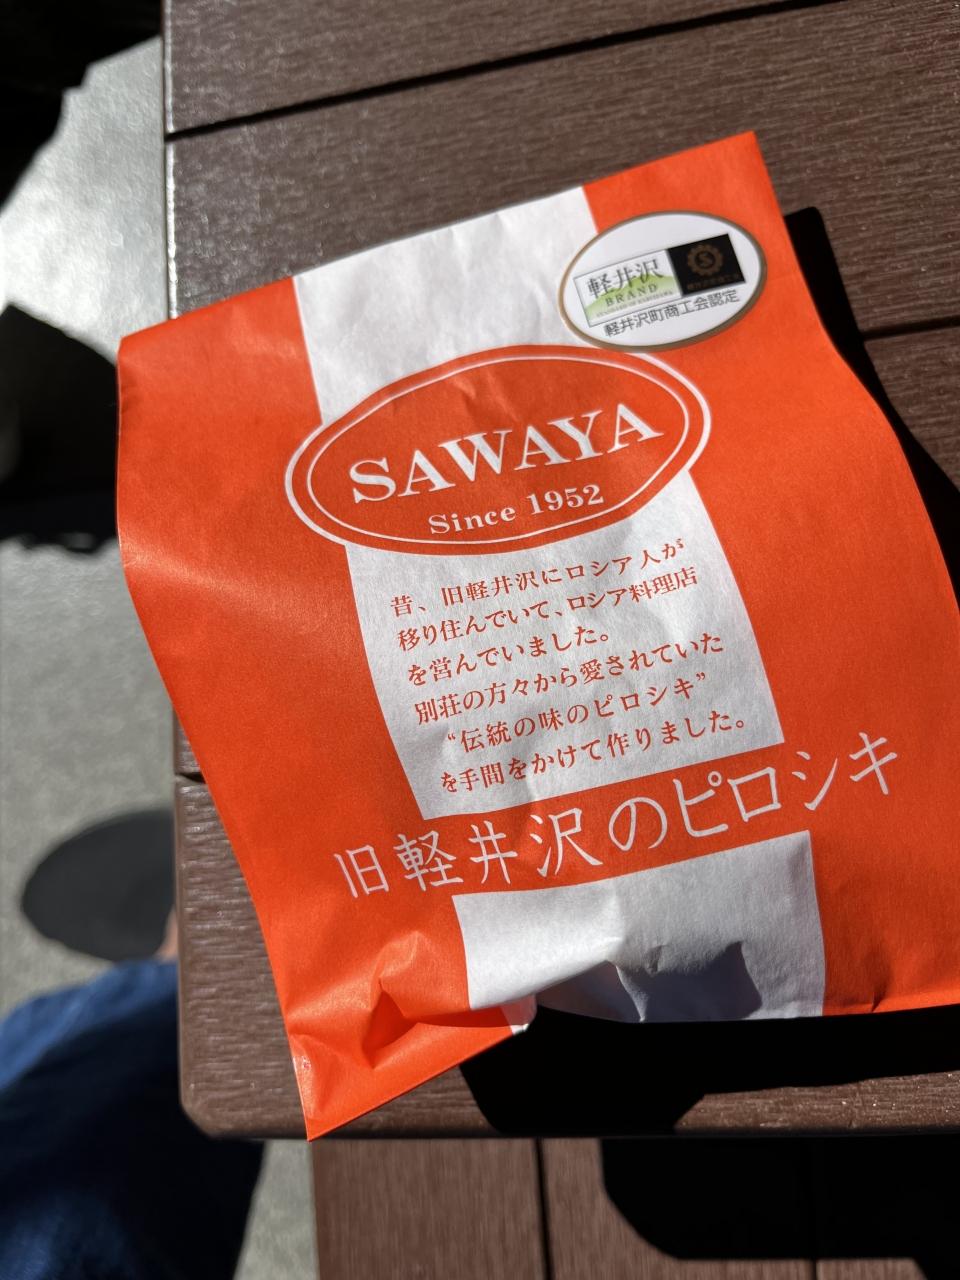 軽井沢
BRAND
軽井沢町商工会認定
SAWAYA
Since 1952
昔、旧軽井沢にロシア人が
移り住んでいて、ロシア料理店
を営んでいました。
別荘の方々から愛されていた
“伝統の味のピロシキ”
を手間をかけて作りました。
旧軽井沢のピロシキ